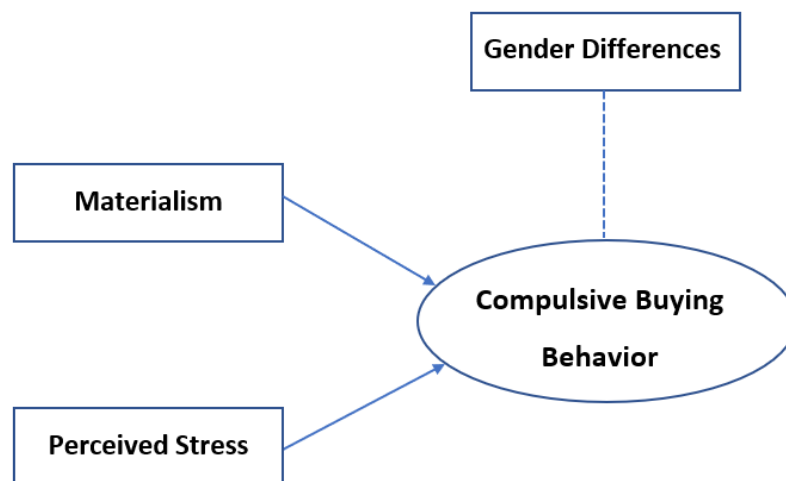 Gender Differences
Materialism
Compulsive Buying
Behavior
Perceived Stress